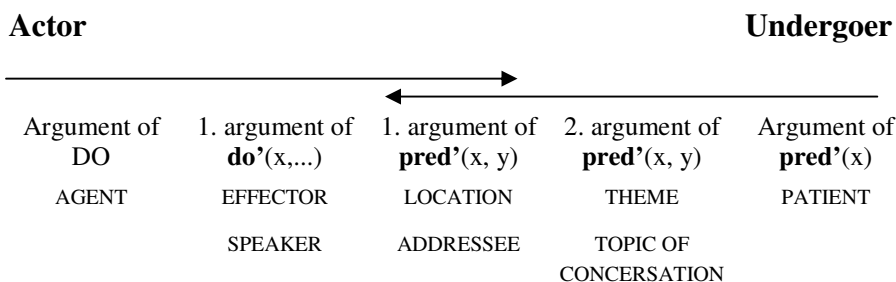 Actor Undergoer
Argument of 1. argument of 1. argument of 2. argument of Argument of
DO do’(x,...) pred’(x, y) pred’(x, y) pred’(x)
AGENT EFFECTOR LOCATION THEME PATIENT
SPEAKER ADDRESSEE TOPIC OF
CONCERSATION